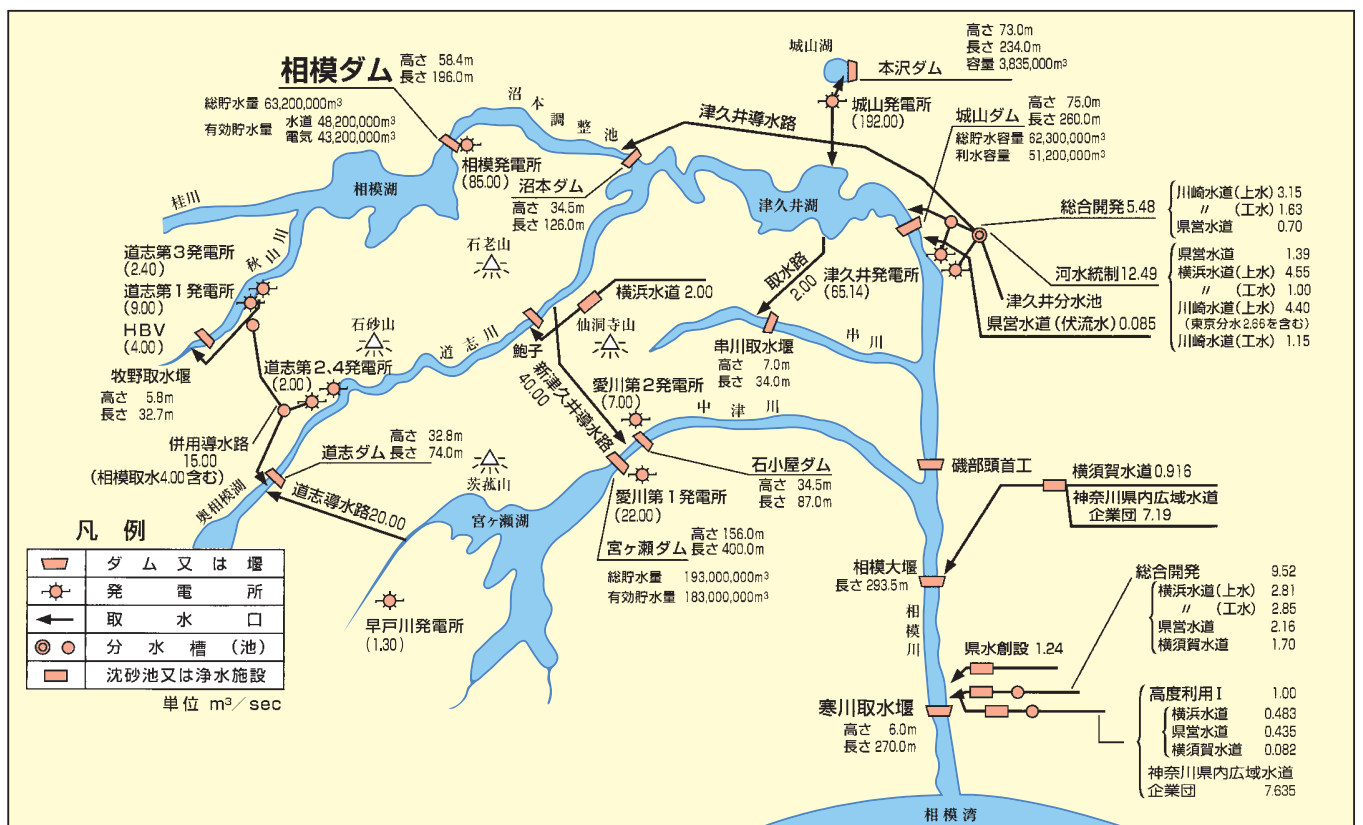 相模ダム
高さ 58.4m
長さ 196.0m
総貯水量 63,200,000m³
有効貯水量 水道 48,200,000m³
電気 43,200,000m³
沼本調整池
相模発電所
(85.00)
相模湖
桂川
沼本ダム
高さ 34.5m
長さ 126.0m
城山湖
本沢ダム
高さ 73.0m
長さ 234.0m
容量 3,835,000m³
城山発電所
(192.00)
津久井導水路
城山ダム
高さ 75.0m
長さ 260.0m
総貯水容量 62,300,000m³
利水容量 51,200,000m³
津久井湖
総合開発 5.48
川崎水道(上水) 3.15
〃 (工水) 1.63
県営水道 0.70
河水統制 12.49
県営水道 1.39
横浜水道(上水) 4.55
〃 (工水) 1.00
川崎水道(上水) 4.40
(東京分水2.66を含む)
川崎水道(工水) 1.15
津久井分水池
県営水道(伏流水) 0.085
津久井発電所
(65.14)
取水路
2.00
串川
串川取水堰
高さ 7.0m
長さ 34.0m
秋山川
道志第3発電所
(2.40)
道志第1発電所
(9.00)
HBV
(4.00)
牧野取水堰
高さ 5.8m
長さ 32.7m
石老山
石砂山
道志川
横浜水道 2.00
鮑子
仙洞寺山
新津久井導水路
40.00
道志第2、4発電所
(2.00)
併用導水路
15.00
(相模取水4.00含む)
道志ダム
高さ 32.8m
長さ 74.0m
奥相模湖
道志導水路20.00
茨菰山
愛川第2発電所
(7.00)
中津川
石小屋ダム
高さ 34.5m
長さ 87.0m
愛川第1発電所
(22.00)
宮ヶ瀬湖
宮ヶ瀬ダム
高さ 156.0m
長さ 400.0m
総貯水量 193,000,000m³
有効貯水量 183,000,000m³
早戸川発電所
(1.30)
磯部頭首工
横須賀水道 0.916
神奈川県内広域水道
企業団 7.19
相模大堰
長さ 293.5m
相模川
総合開発 9.52
横浜水道(上水) 2.81
〃 (工水) 2.85
県営水道 2.16
横須賀水道 1.70
県水創設 1.24
寒川取水堰
高さ 6.0m
長さ 270.0m
高度利用Ⅰ 1.00
横浜水道 0.483
県営水道 0.435
横須賀水道 0.082
神奈川県内広域水道
企業団 7.635
相模湾
凡例
ダム又は堰
発電所
取水口
分水槽(池)
沈砂池又は浄水施設
単位 m³/sec